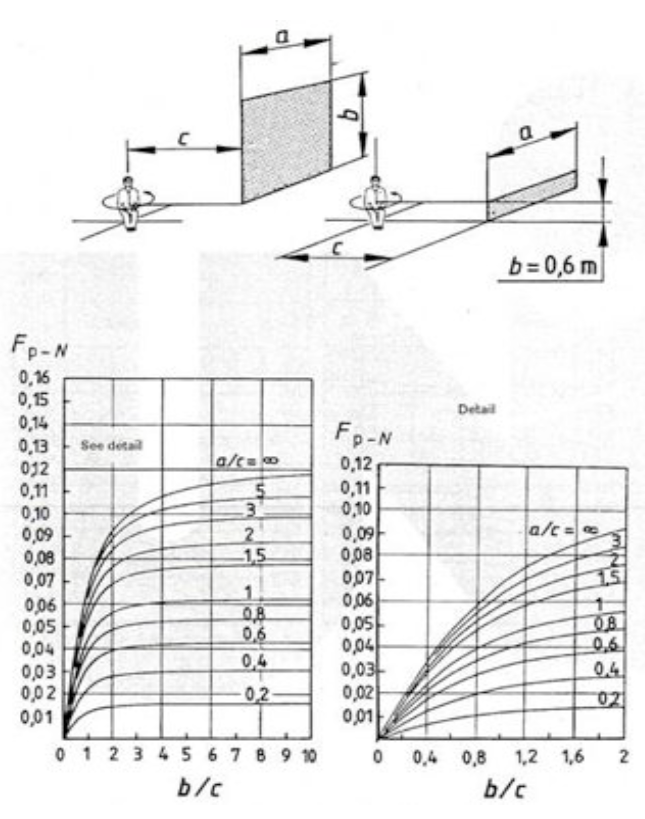 a
b
c
a
c
b = 0,6 m
F p – N
0,16
0,15
0,14
0,13
0,12
0,11
0,10
0,09
0,08
0,07
0,06
0,05
0,04
0,03
0,02
0,01
See detail
a/c = ∞
5
3
2
1,5
1
0,8
0,6
0,4
0,2
0 1 2 3 4 5 6 7 8 9 10
b/c
Detail
F p – N
0,12
0,11
0,10
0,09
0,08
0,07
0,06
0,05
0,04
0,03
0,02
0,01
a/c = ∞
3
2
1,5
1
0,8
0,6
0,4
0,2
0 0,4 0,8 1,2 1,6 2
b/c